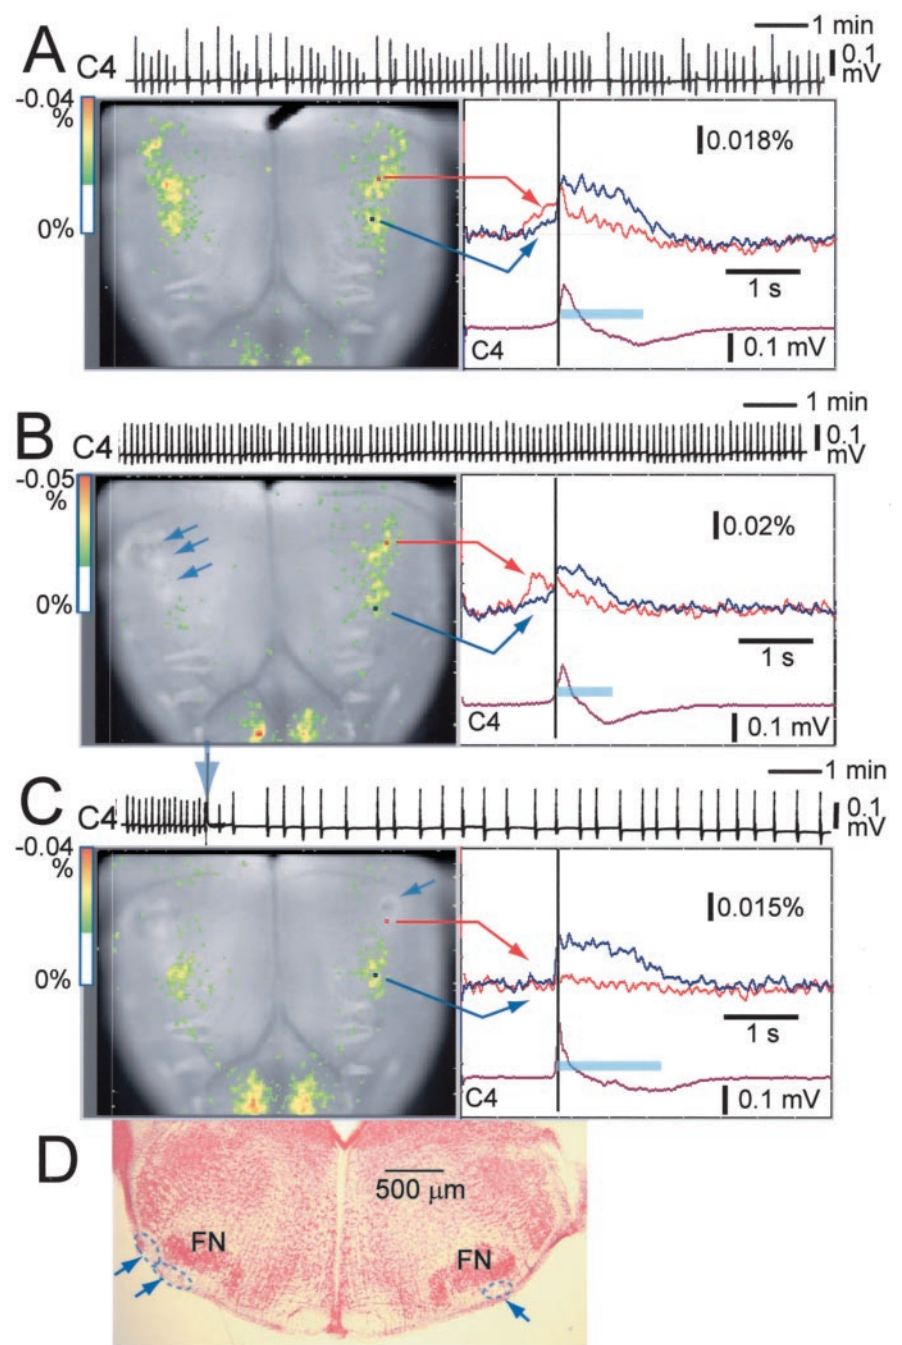 A
C4
1 min
0.1
mV
-0.04
%
0%
0.018%
1 s
C4
0.1 mV
B
C4
1 min
0.1
mV
-0.05
%
0%
0.02%
1 s
C4
0.1 mV
C
C4
1 min
0.1
mV
-0.04
%
0%
0.015%
1 s
C4
0.1 mV
D
500 μm
FN
FN